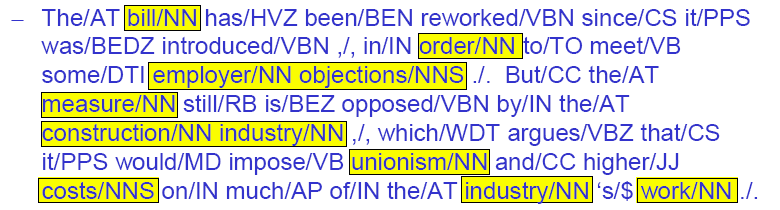 – The/AT bill/NN has/HVZ been/BEN reworked/VBN since/CS it/PPS
was/BEDZ introduced/VBN ,/, in/IN order/NN to/TO meet/VB
some/DTI employer/NN objections/NNS ./. But/CC the/AT
measure/NN still/RB is/BEZ opposed/VBN by/IN the/AT
construction/NN industry/NN ,/, which/WDT argues/VBZ that/CS
it/PPS would/MD impose/VB unionism/NN and/CC higher/JJ
costs/NNS on/IN much/AP of/IN the/AT industry/NN ‘s/$ work/NN ./.